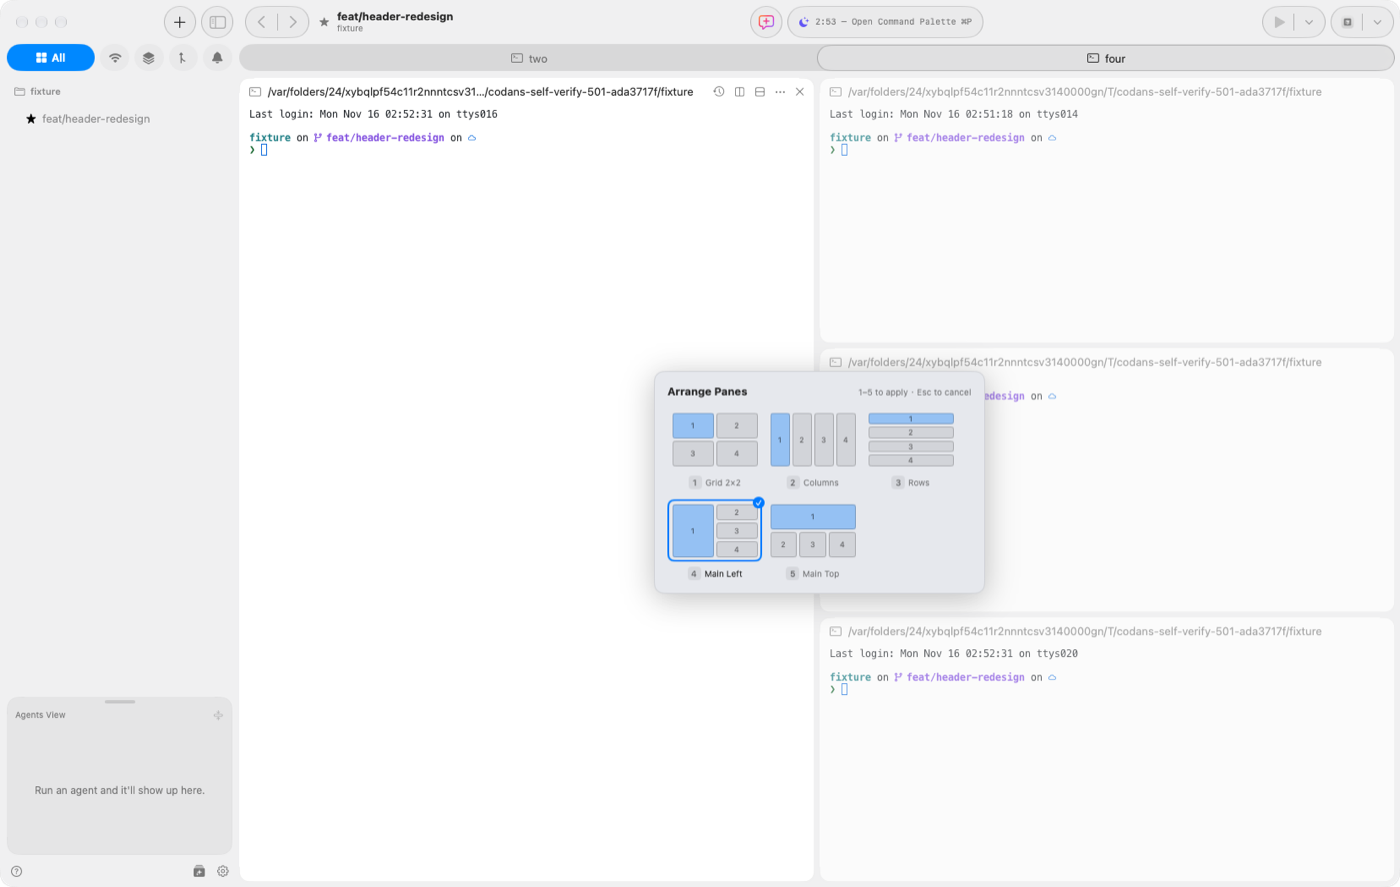 feat/header-redesign
fixture
2:53 — Open Command Palette ⌘P
All
two
four
fixture
feat/header-redesign
/var/folders/24/xybqlpf54c11r2nnntcsv31…/codans-self-verify-501-ada3717f/fixture
Last login: Mon Nov 16 02:52:31 on ttys016
fixture on feat/header-redesign on
❯
/var/folders/24/xybqlpf54c11r2nnntcsv3140000gn/T/codans-self-verify-501-ada3717f/fixture
Last login: Mon Nov 16 02:51:18 on ttys014
fixture on feat/header-redesign on
❯
/var/folders/24/xybqlpf54c11r2nnntcsv3140000gn/T/codans-self-verify-501-ada3717f/fixture
edesign on
Arrange Panes
1–5 to apply · Esc to cancel
1 2
3 4
1 Grid 2×2
1 2 3 4
2 Columns
1
2
3
4
3 Rows
1
2
3
4
4 Main Left
1
2 3 4
5 Main Top
/var/folders/24/xybqlpf54c11r2nnntcsv3140000gn/T/codans-self-verify-501-ada3717f/fixture
Last login: Mon Nov 16 02:52:31 on ttys020
fixture on feat/header-redesign on
❯
Agents View
Run an agent and it'll show up here.